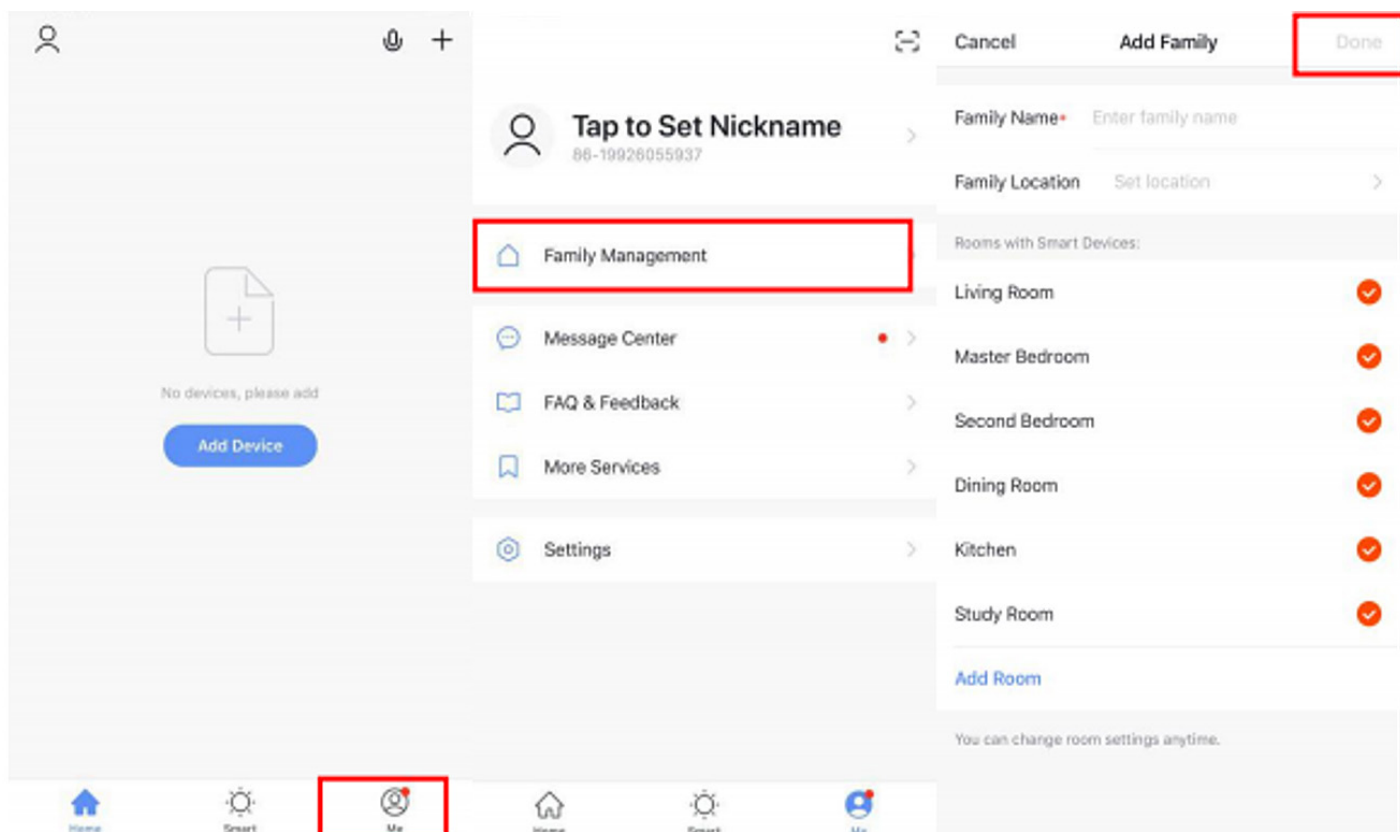 No devices, please add
Add Device
Home
Smart
Me
Tap to Set Nickname
86-19926055937
Family Management
Message Center
FAQ & Feedback
More Services
Settings
Home
Smart
Me
Cancel
Add Family
Done
Family Name*
Enter family name
Family Location
Set location
Rooms with Smart Devices:
Living Room
Master Bedroom
Second Bedroom
Dining Room
Kitchen
Study Room
Add Room
You can change room settings anytime.